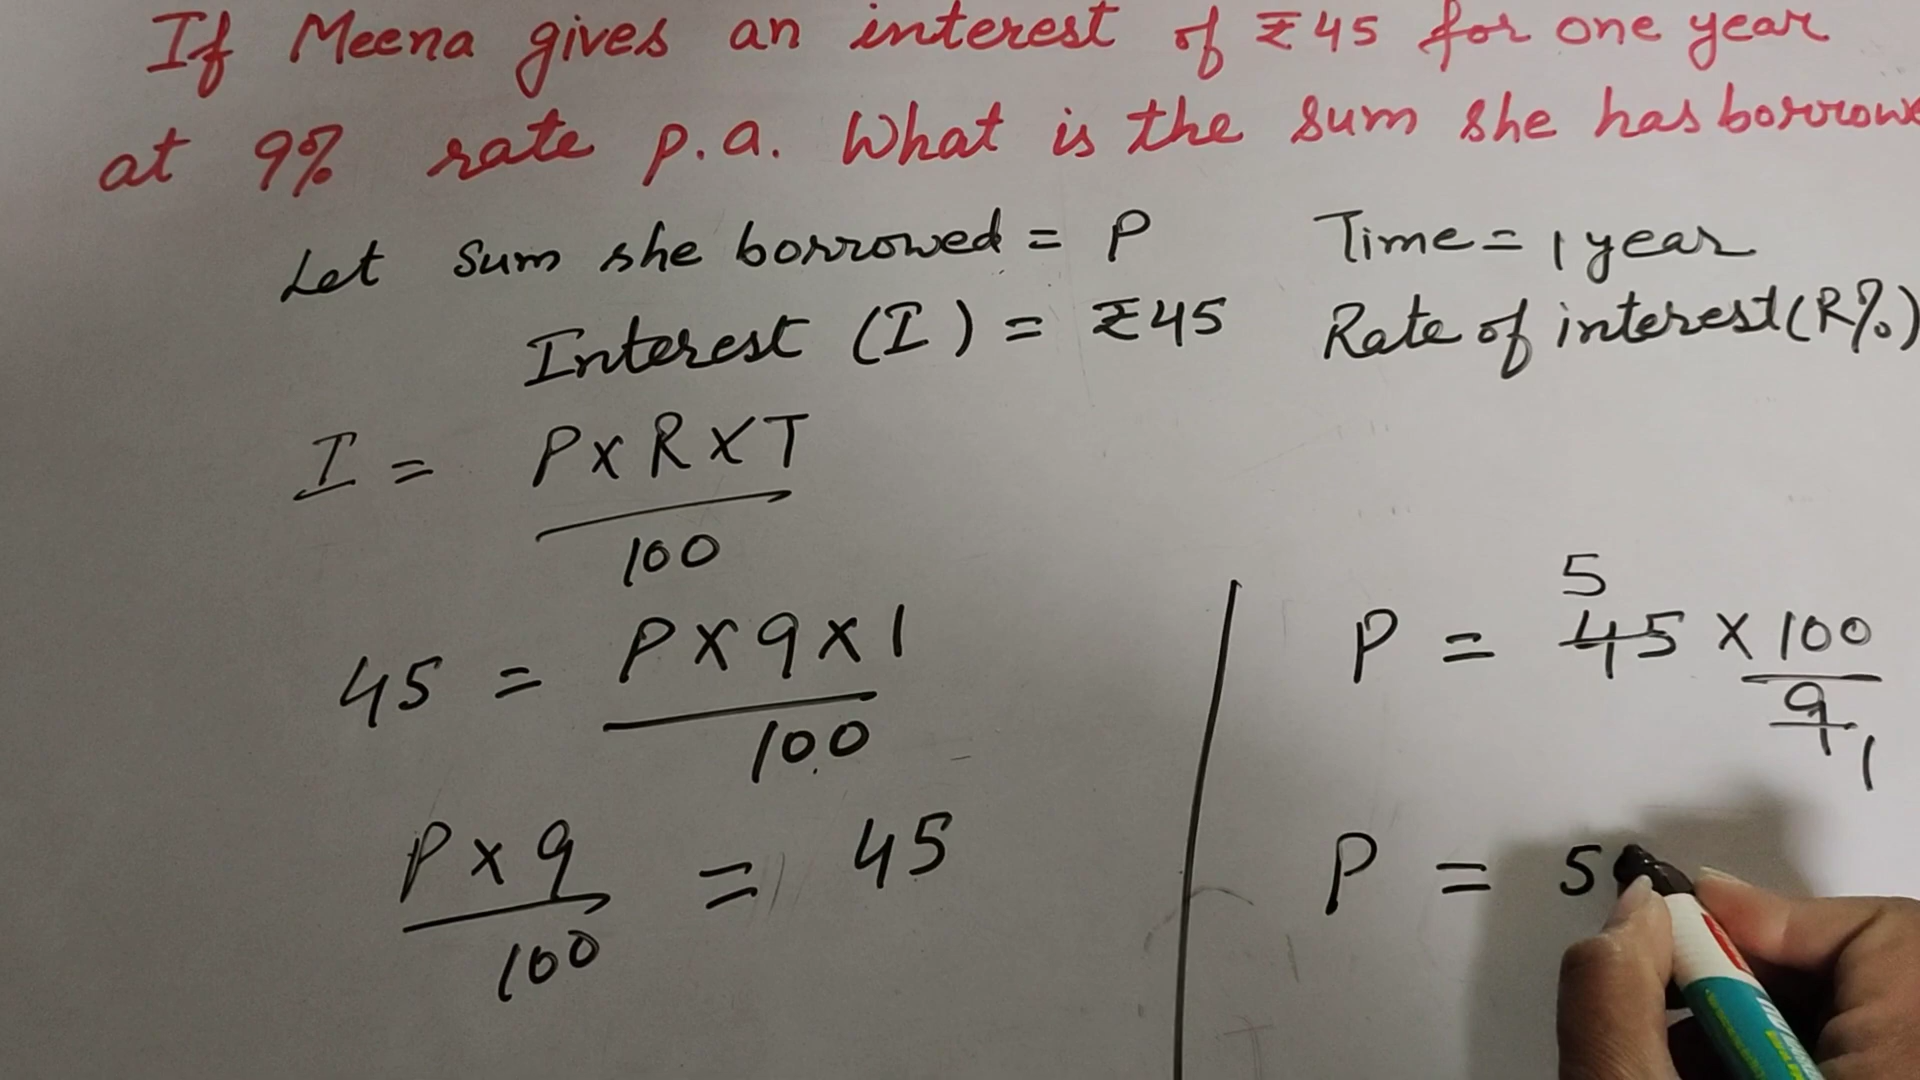 If Meena gives an interest of ₹45 for one year
at 9% rate p.a. What is the sum she has borrowe
Let sum she borrowed = P
Time = 1 year
Interest (I) = ₹45
Rate of interest (R%)
I = P×R×T
100
45 = P×9×1
100
P×9 = 45
100
5
P = 45 × 100
9
1
P = 5